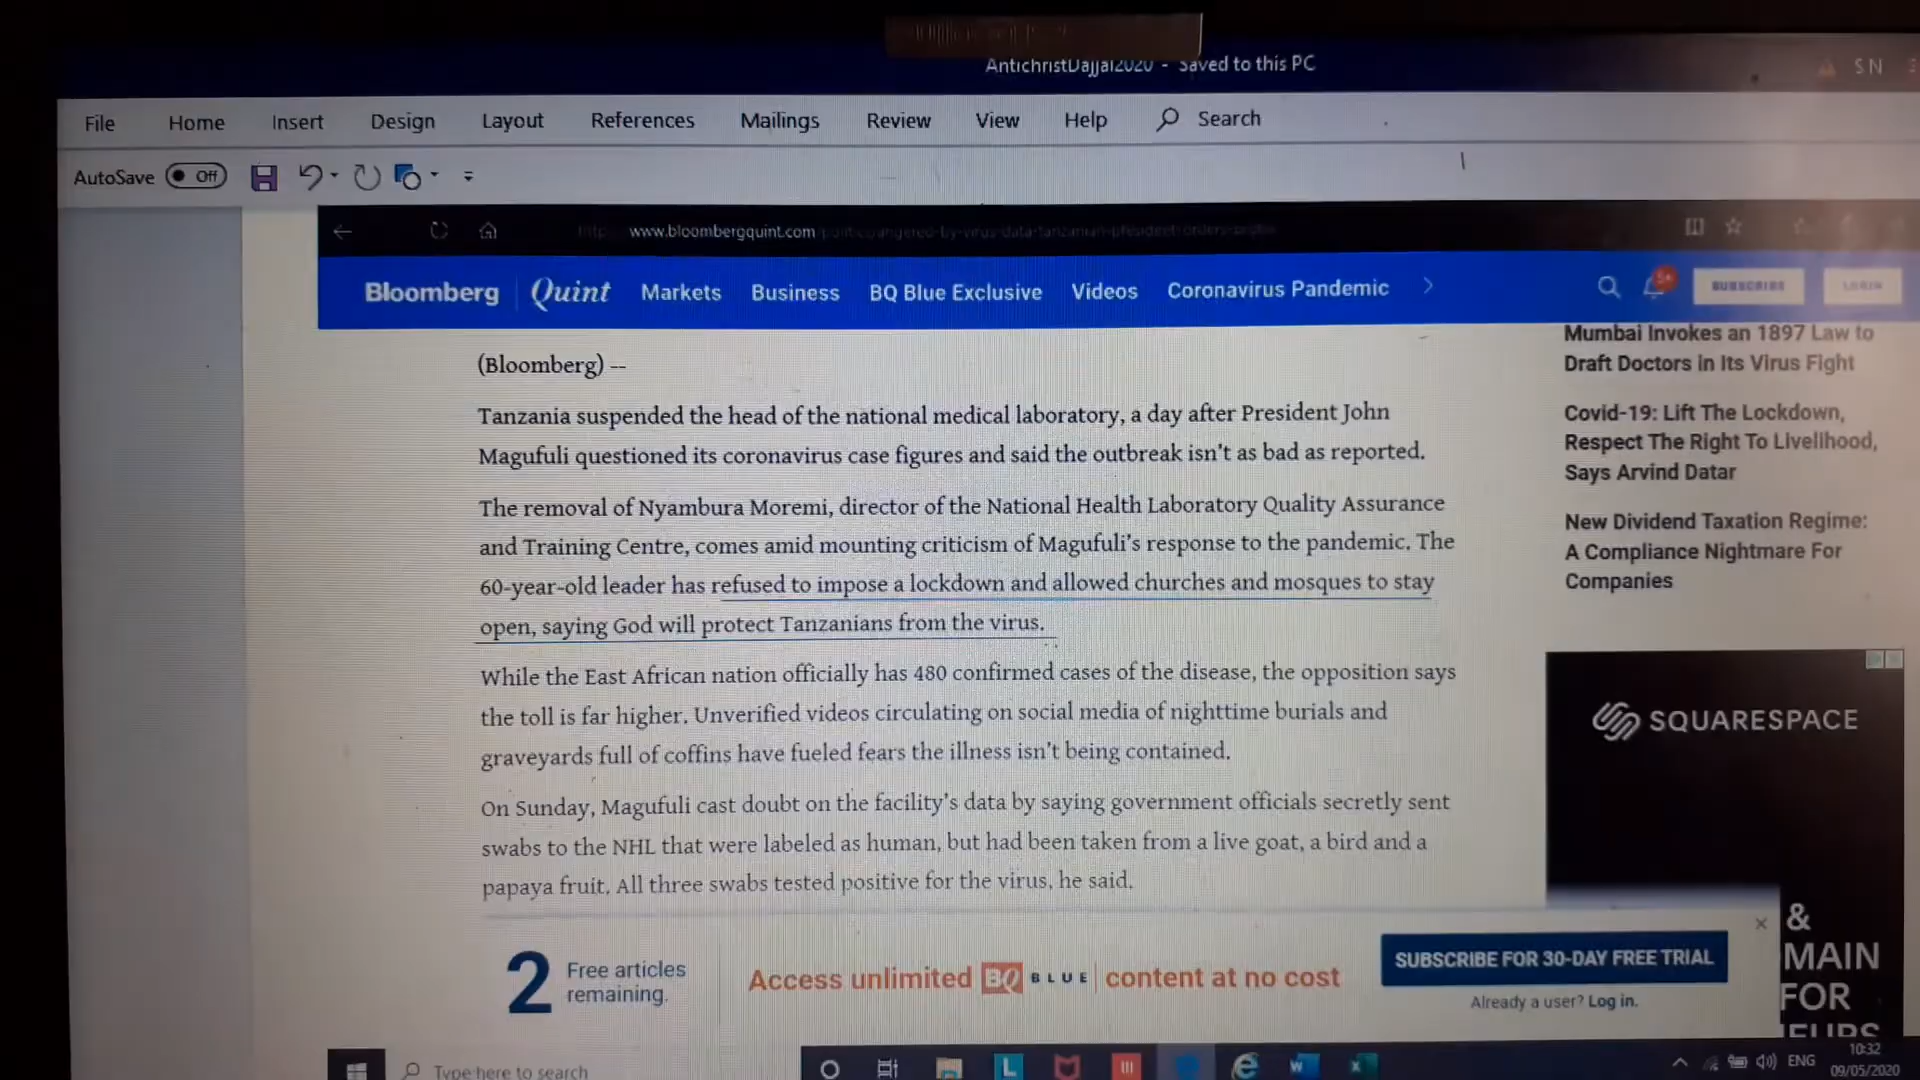 AntichristDajjal2020 - Saved to this PC
SN
File Home Insert Design Layout References Mailings Review View Help Search
AutoSave Off
www.bloombergquint.com
Bloomberg | Quint Markets Business BQ Blue Exclusive Videos Coronavirus Pandemic
SUBSCRIBE LOGIN
(Bloomberg) --
Tanzania suspended the head of the national medical laboratory, a day after President John
Magufuli questioned its coronavirus case figures and said the outbreak isn't as bad as reported.
The removal of Nyambura Moremi, director of the National Health Laboratory Quality Assurance
and Training Centre, comes amid mounting criticism of Magufuli's response to the pandemic. The
60-year-old leader has refused to impose a lockdown and allowed churches and mosques to stay
open, saying God will protect Tanzanians from the virus.
While the East African nation officially has 480 confirmed cases of the disease, the opposition says
the toll is far higher. Unverified videos circulating on social media of nighttime burials and
graveyards full of coffins have fueled fears the illness isn't being contained.
On Sunday, Magufuli cast doubt on the facility's data by saying government officials secretly sent
swabs to the NHL that were labeled as human, but had been taken from a live goat, a bird and a
papaya fruit. All three swabs tested positive for the virus, he said.
Mumbai Invokes an 1897 Law to
Draft Doctors In Its Virus Fight
Covid-19: Lift The Lockdown,
Respect The Right To Livelihood,
Says Arvind Datar
New Dividend Taxation Regime:
A Compliance Nightmare For
Companies
SQUARESPACE
&
MAIN
FOR
2 Free articles
remaining.
Access unlimited BQ BLUE | content at no cost
SUBSCRIBE FOR 30-DAY FREE TRIAL
Already a user? Log in.
Type here to search
ENG
10:32
09/05/2020